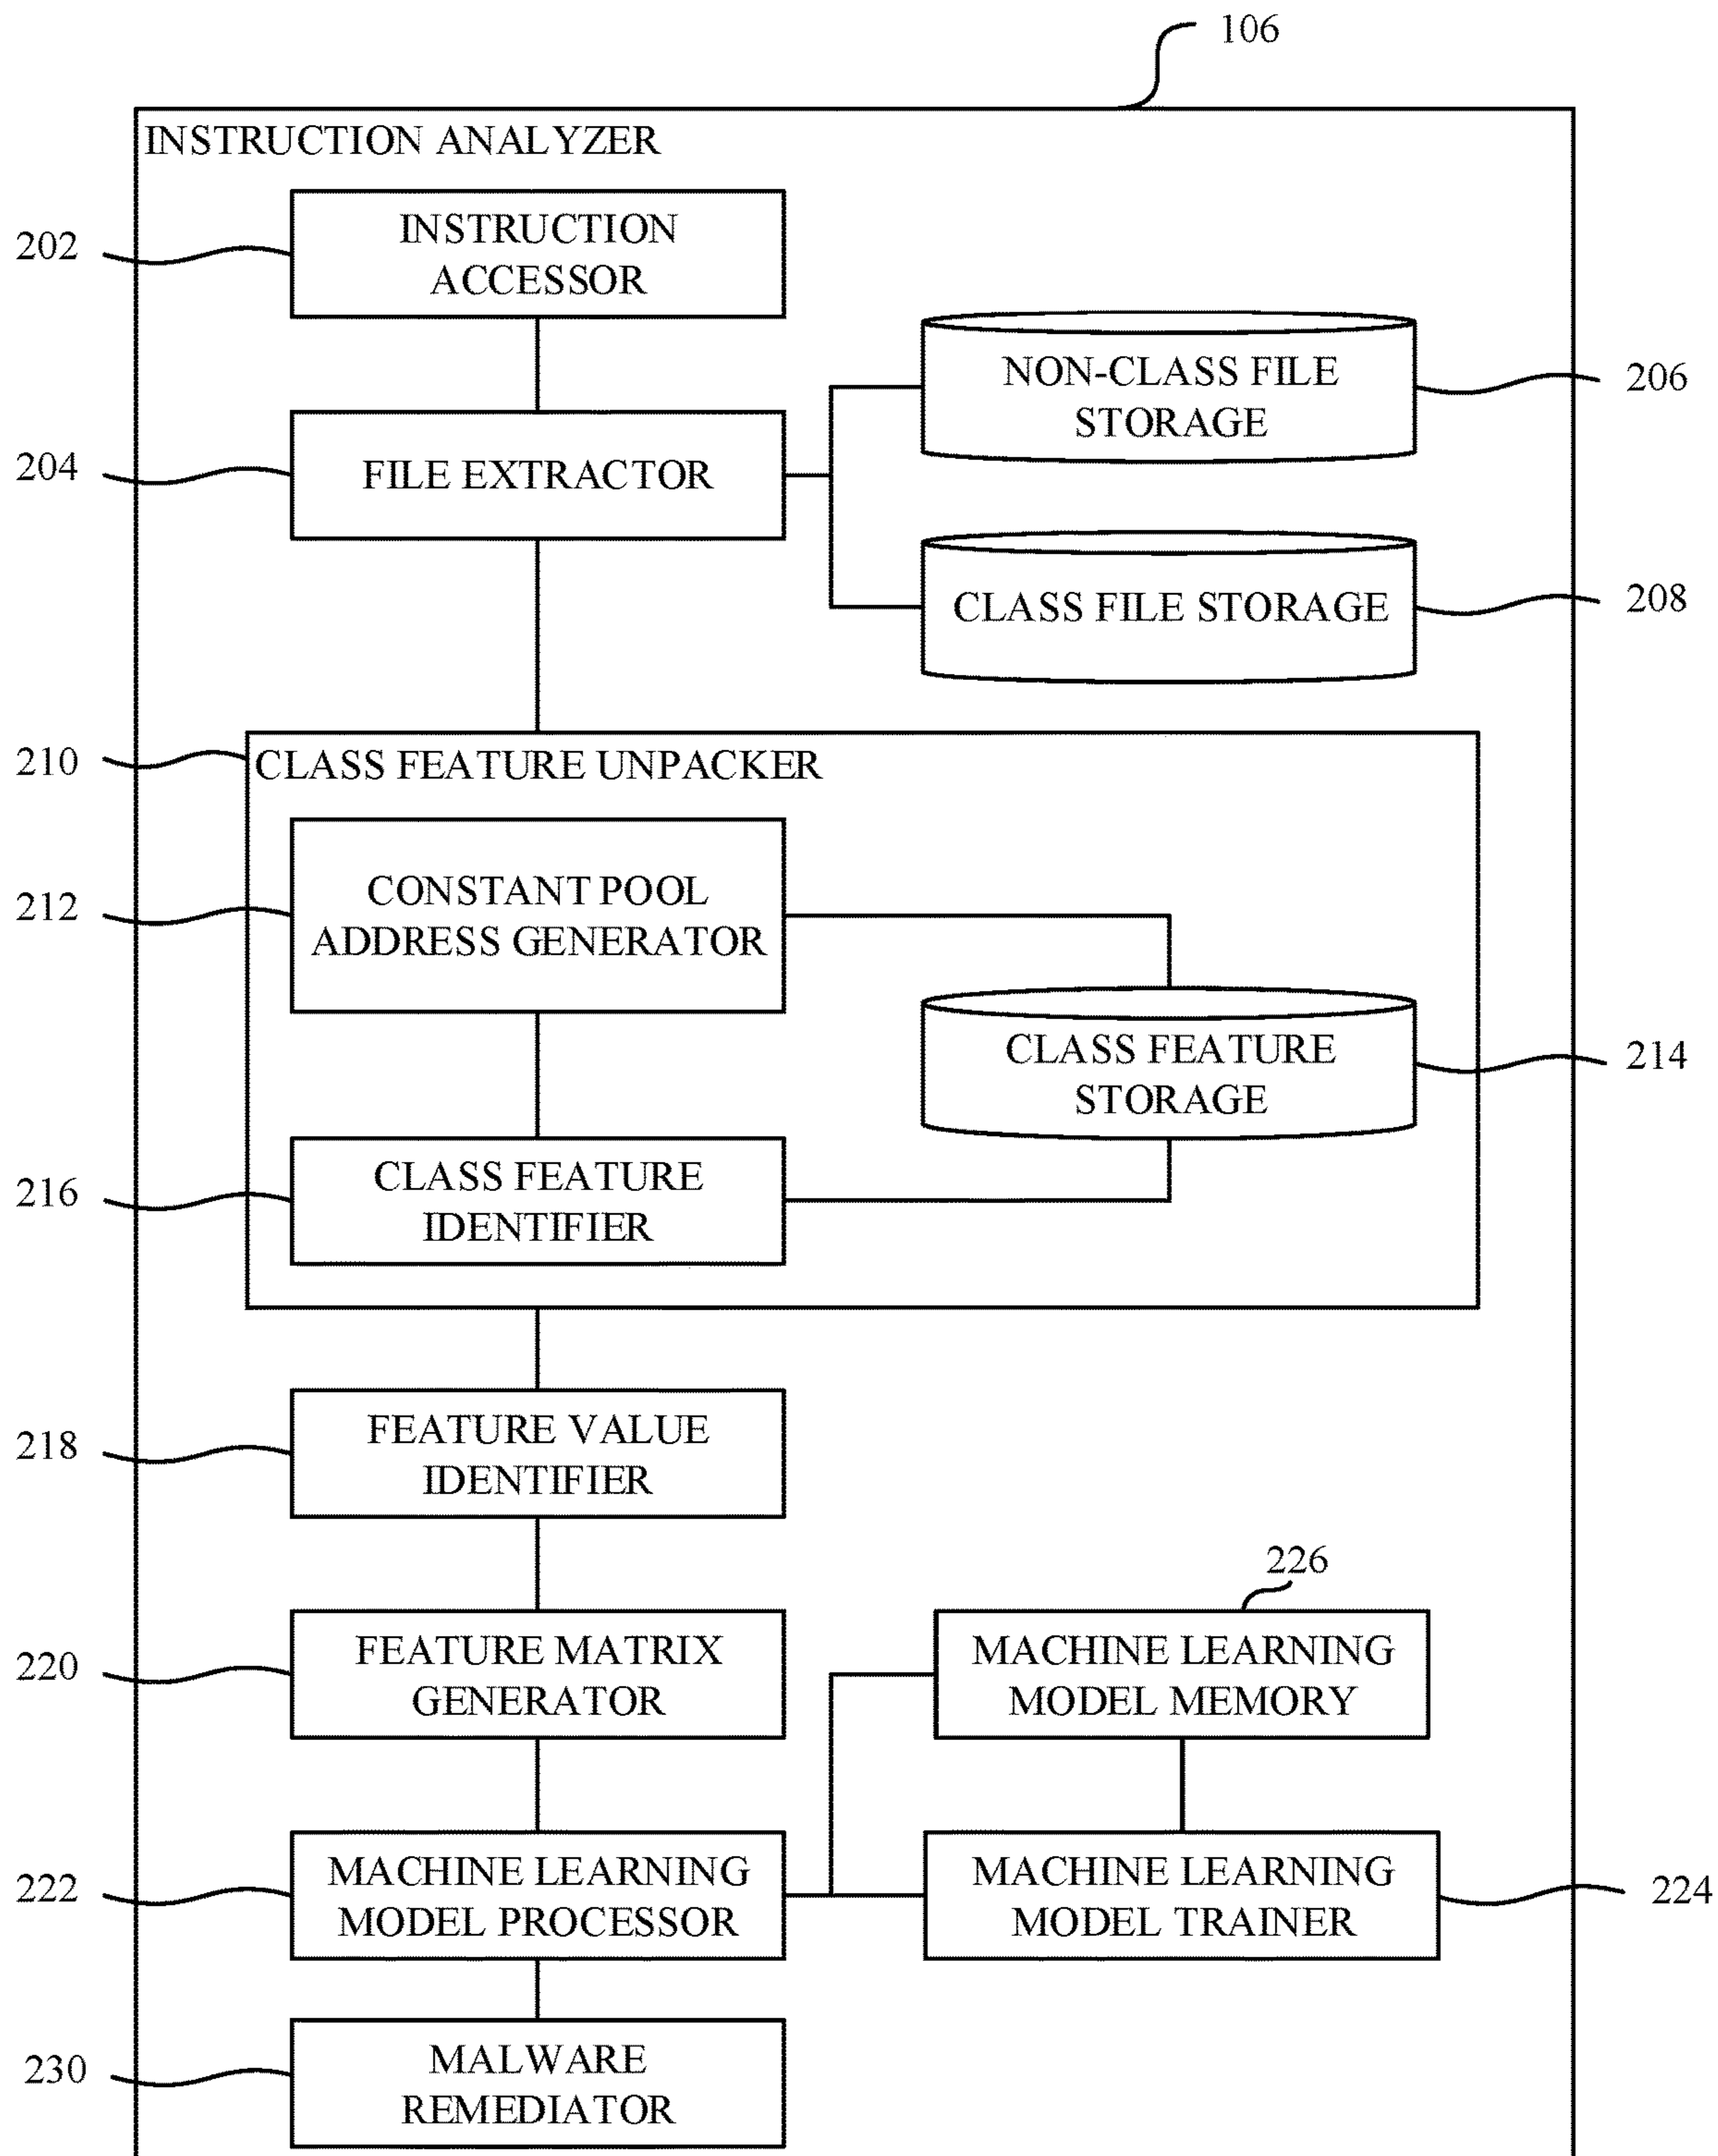 106
INSTRUCTION ANALYZER
202
INSTRUCTION
ACCESSOR
NON-CLASS FILE
STORAGE
206
204
FILE EXTRACTOR
CLASS FILE STORAGE
208
210
CLASS FEATURE UNPACKER
212
CONSTANT POOL
ADDRESS GENERATOR
CLASS FEATURE
STORAGE
214
216
CLASS FEATURE
IDENTIFIER
218
FEATURE VALUE
IDENTIFIER
226
220
FEATURE MATRIX
GENERATOR
MACHINE LEARNING
MODEL MEMORY
222
MACHINE LEARNING
MODEL PROCESSOR
MACHINE LEARNING
MODEL TRAINER
224
230
MALWARE
REMEDIATOR